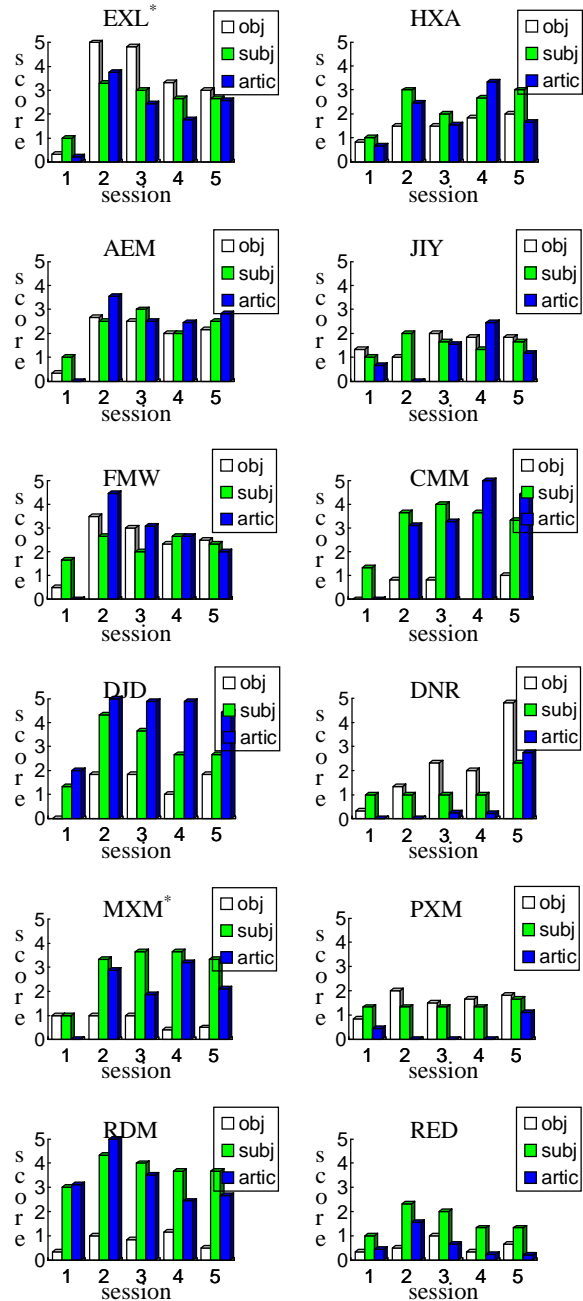 EXL*
obj
subj
artic
score
5
4
3
2
1
0
1 2 3 4 5
session
HXA
obj
subj
artic
score
5
4
3
2
1
0
1 2 3 4 5
session
AEM
obj
subj
artic
score
5
4
3
2
1
0
1 2 3 4 5
session
JIY
obj
subj
artic
score
5
4
3
2
1
0
1 2 3 4 5
session
FMW
obj
subj
artic
score
5
4
3
2
1
0
1 2 3 4 5
session
CMM
obj
subj
artic
score
5
4
3
2
1
0
1 2 3 4 5
session
DJD
obj
subj
artic
score
5
4
3
2
1
0
1 2 3 4 5
session
DNR
obj
subj
artic
score
5
4
3
2
1
0
1 2 3 4 5
session
MXM*
obj
subj
artic
score
5
4
3
2
1
0
1 2 3 4 5
session
PXM
obj
subj
artic
score
5
4
3
2
1
0
1 2 3 4 5
session
RDM
obj
subj
artic
score
5
4
3
2
1
0
1 2 3 4 5
session
RED
obj
subj
artic
score
5
4
3
2
1
0
1 2 3 4 5
session